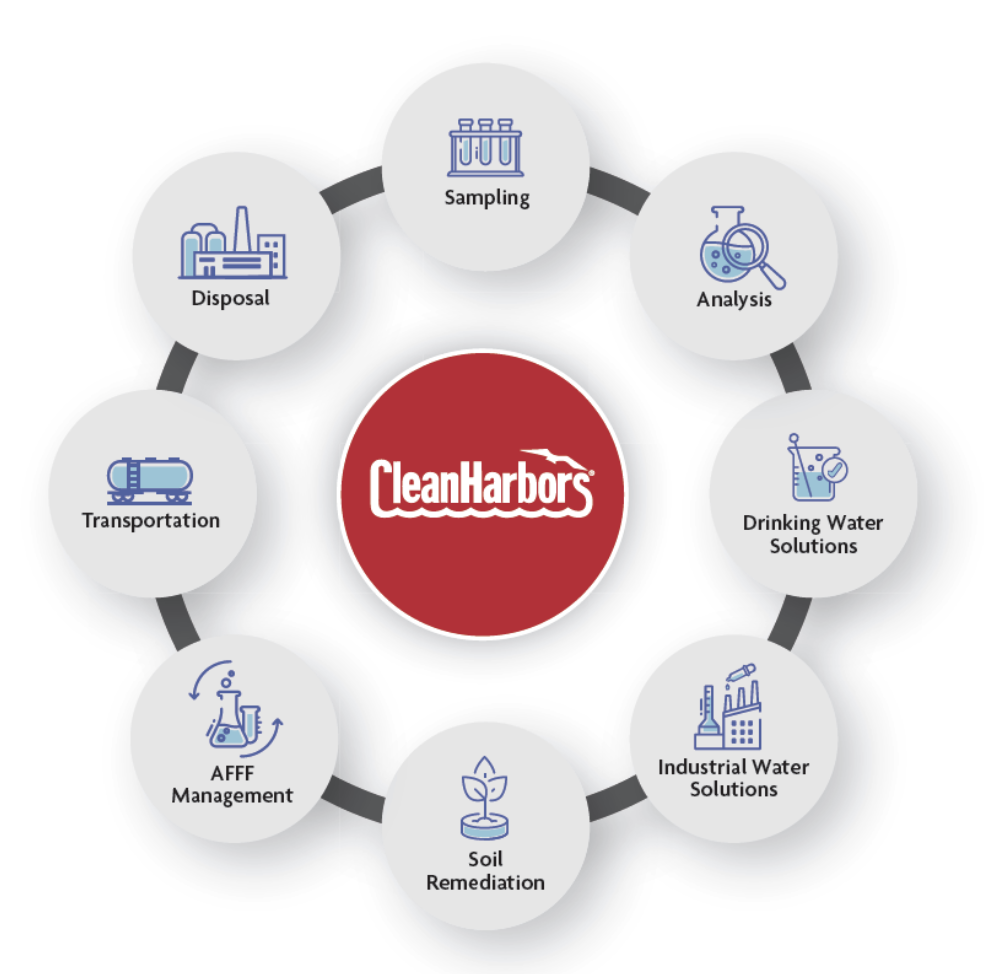 Sampling
Analysis
Drinking Water
Solutions
Industrial Water
Solutions
Soil
Remediation
AFFF
Management
Transportation
Disposal
CleanHarbors®